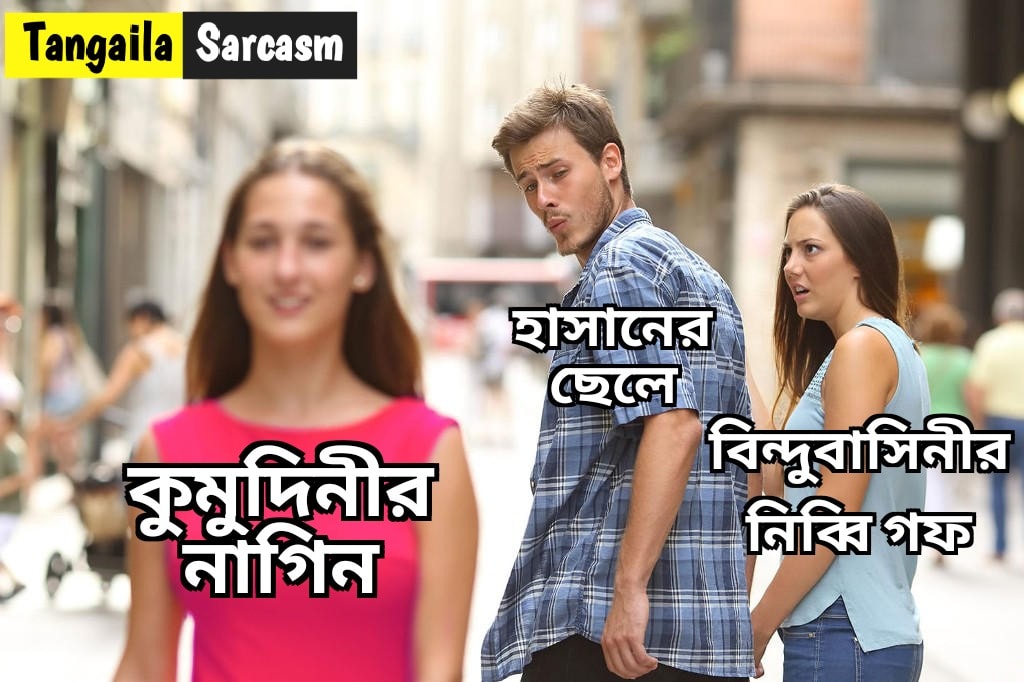 Tangaila Sarcasm
হাসানের
ছেলে
কুমুদিনীর
নাগিন
বিন্দুবাসিনীর
নিব্বি গফ